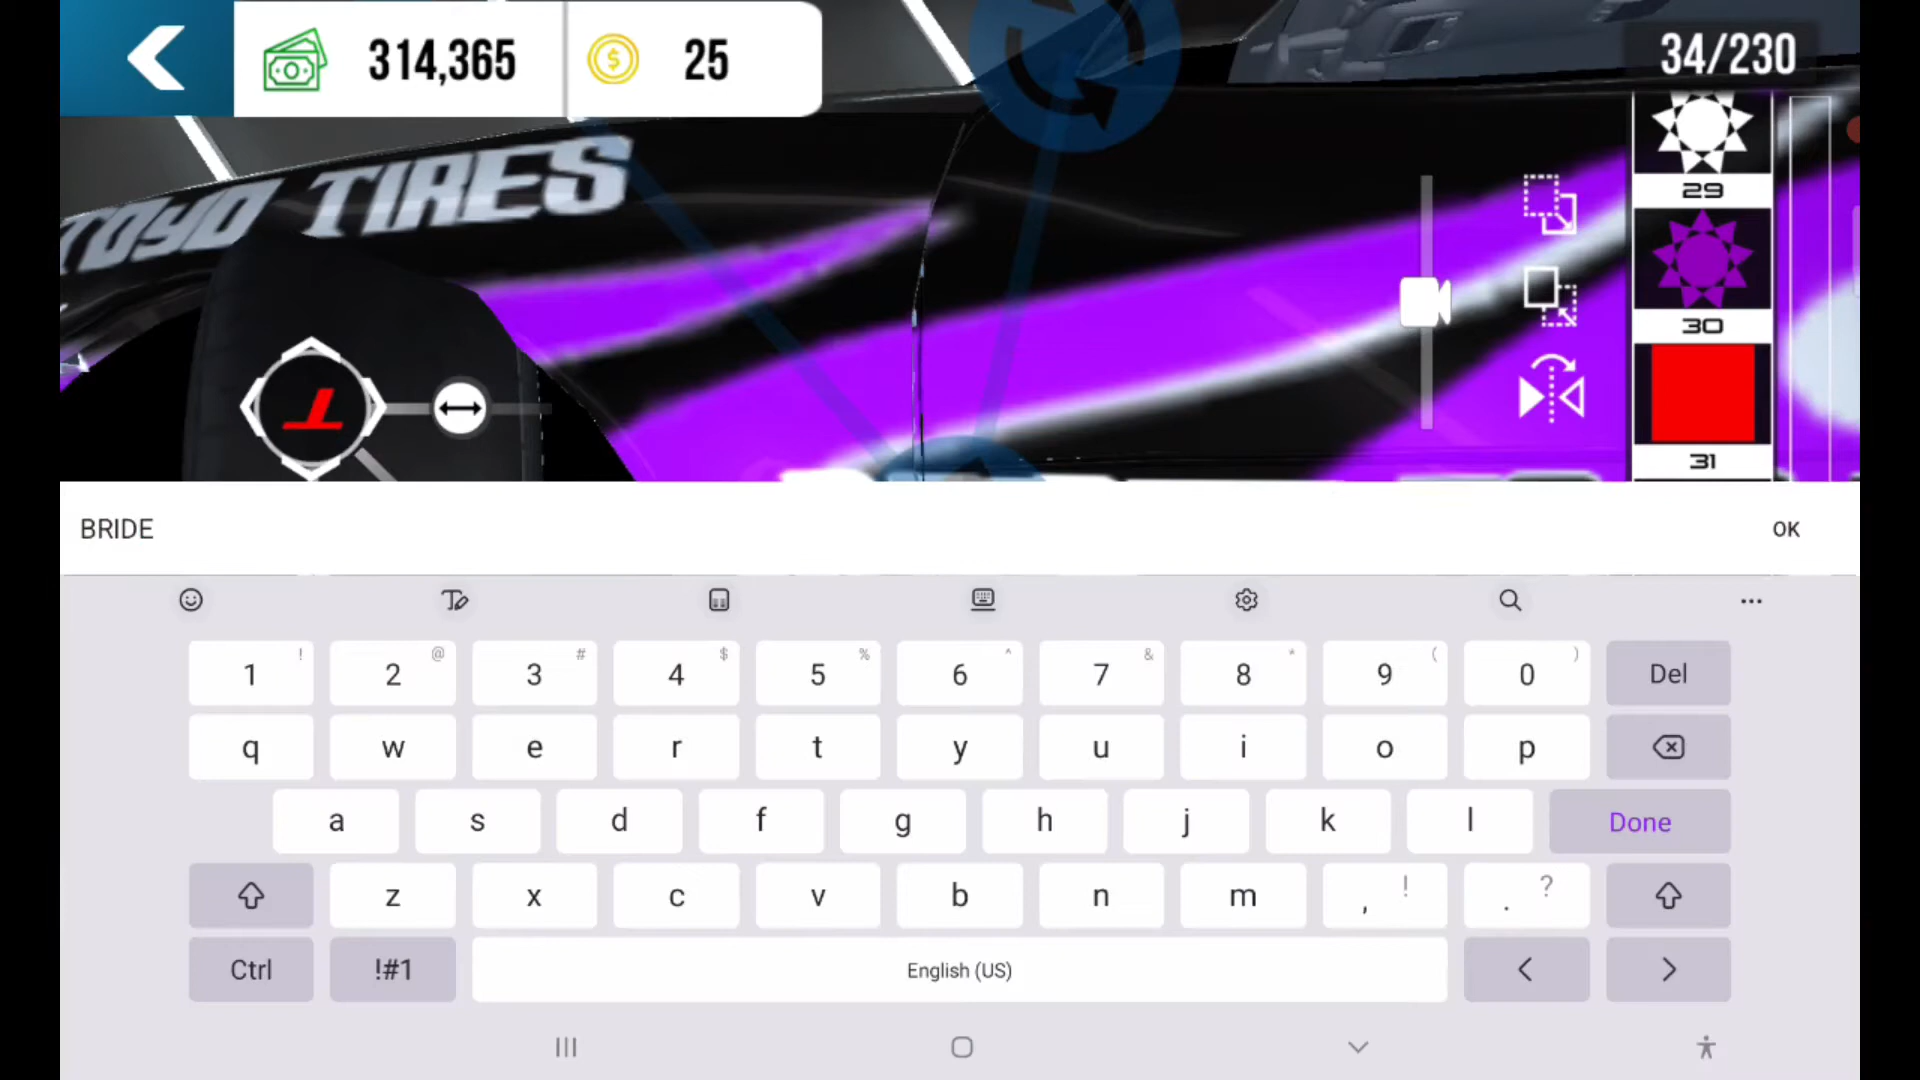 314,365
25
34/230
TOYO TIRES
29
30
31
BRIDE
OK
1 ! 2 @ 3 # 4 $ 5 % 6 ^ 7 & 8 * 9 ( 0 ) Del
q w e r t y u i o p
a s d f g h j k l Done
z x c v b n m , ! . ?
Ctrl !#1 English (US) < >